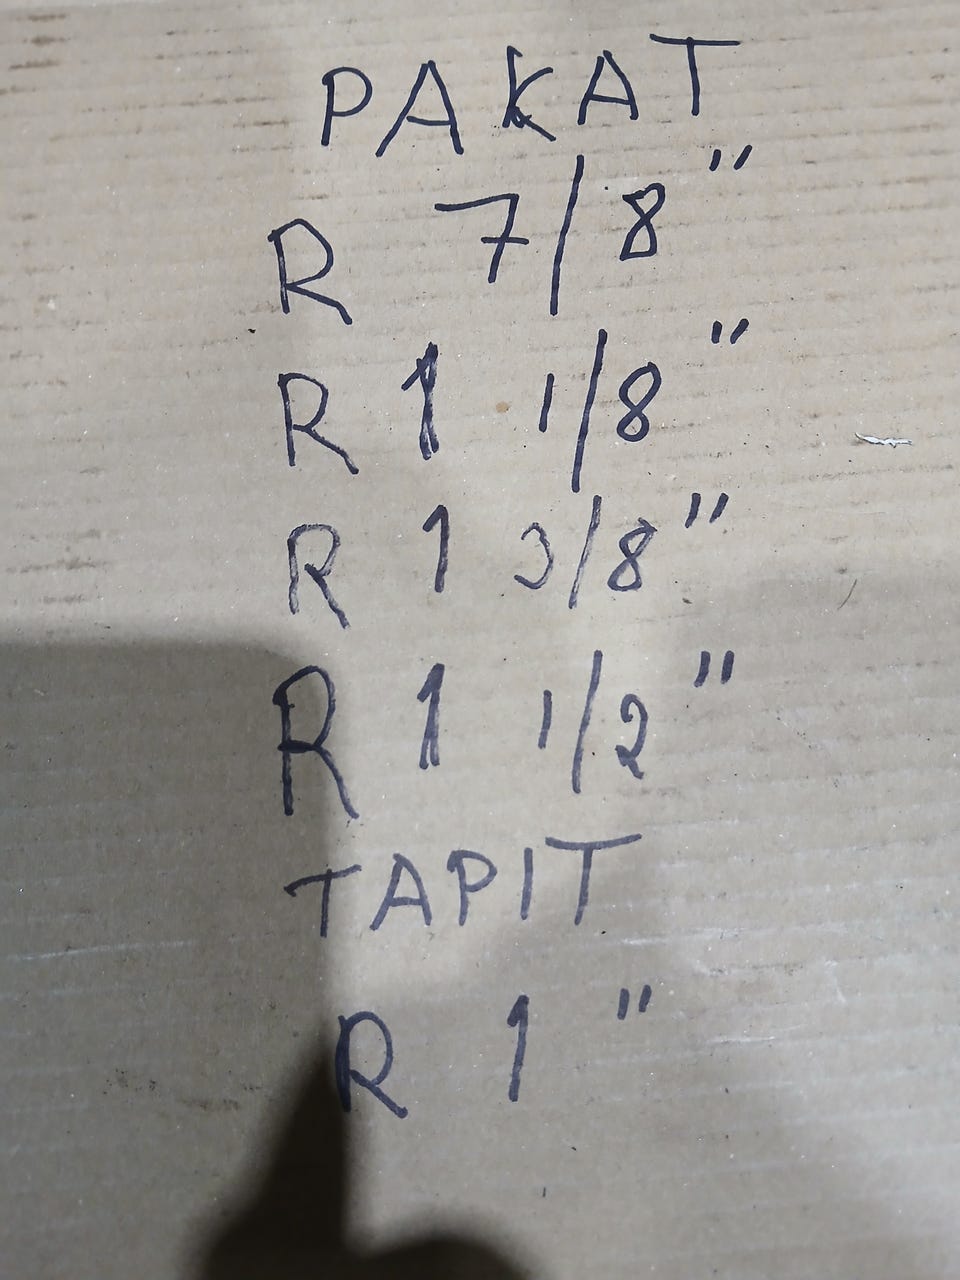 PAKAT
R 7/8"
R 1 1/8"
R 1 3/8"
R 1 1/2"
TAPIT
R 1"